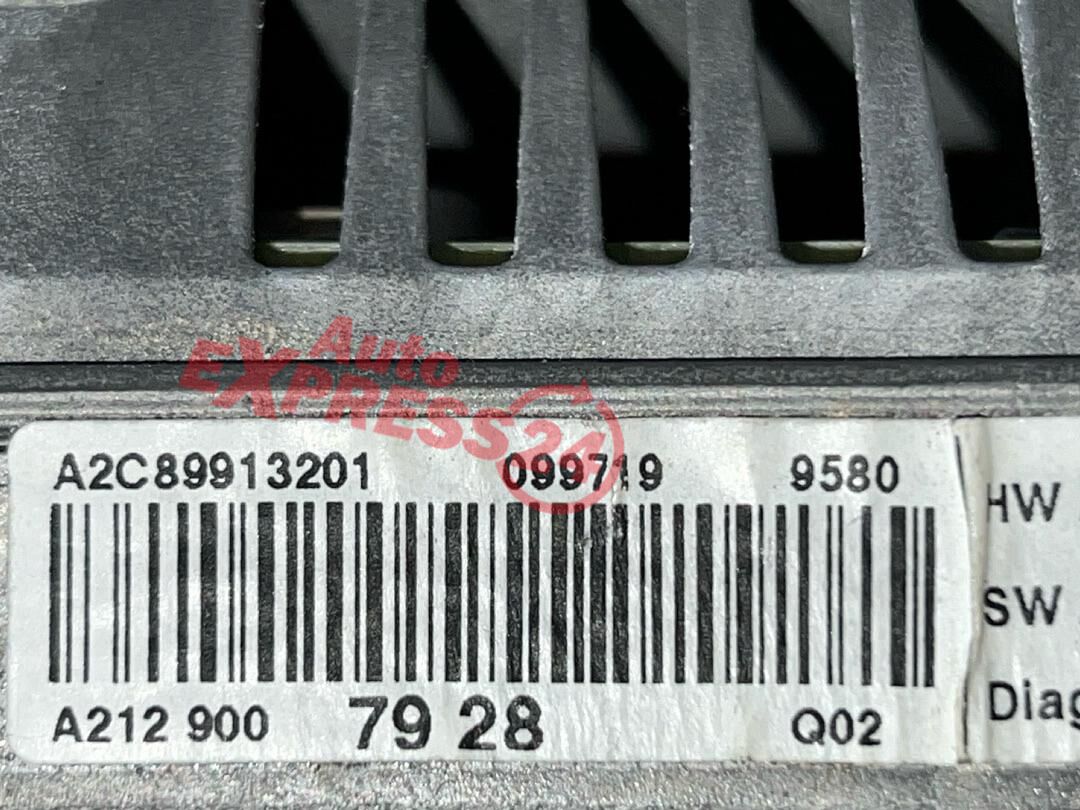 Auto
EXPRESS24
A2C89913201 099719 9580
HW
SW
A212 900 79 28 Q02
Diag